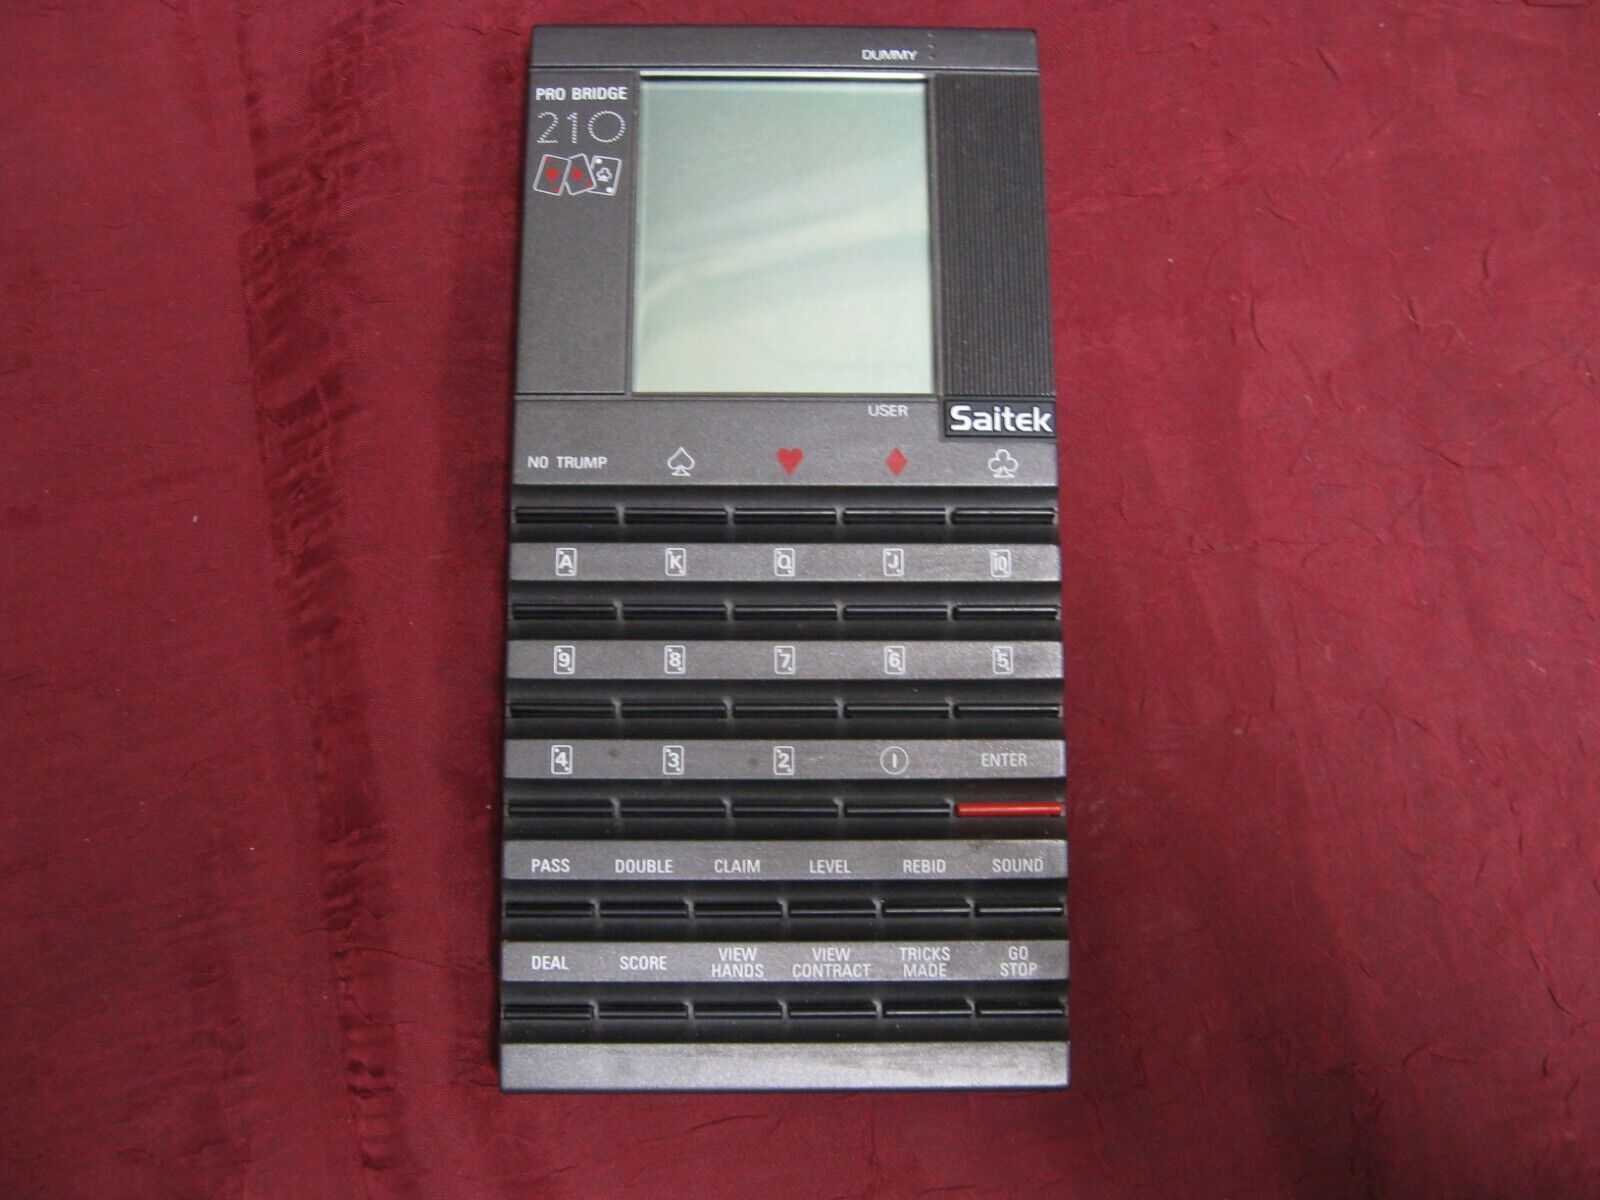 DUMMY
PRO BRIDGE
210
USER
Saitek
NO TRUMP
A K Q J 10
9 8 7 6 5
4 3 2 1 ENTER
PASS DOUBLE CLAIM LEVEL REBID SOUND
DEAL SCORE VIEW HANDS VIEW CONTRACT TRICKS MADE GO STOP